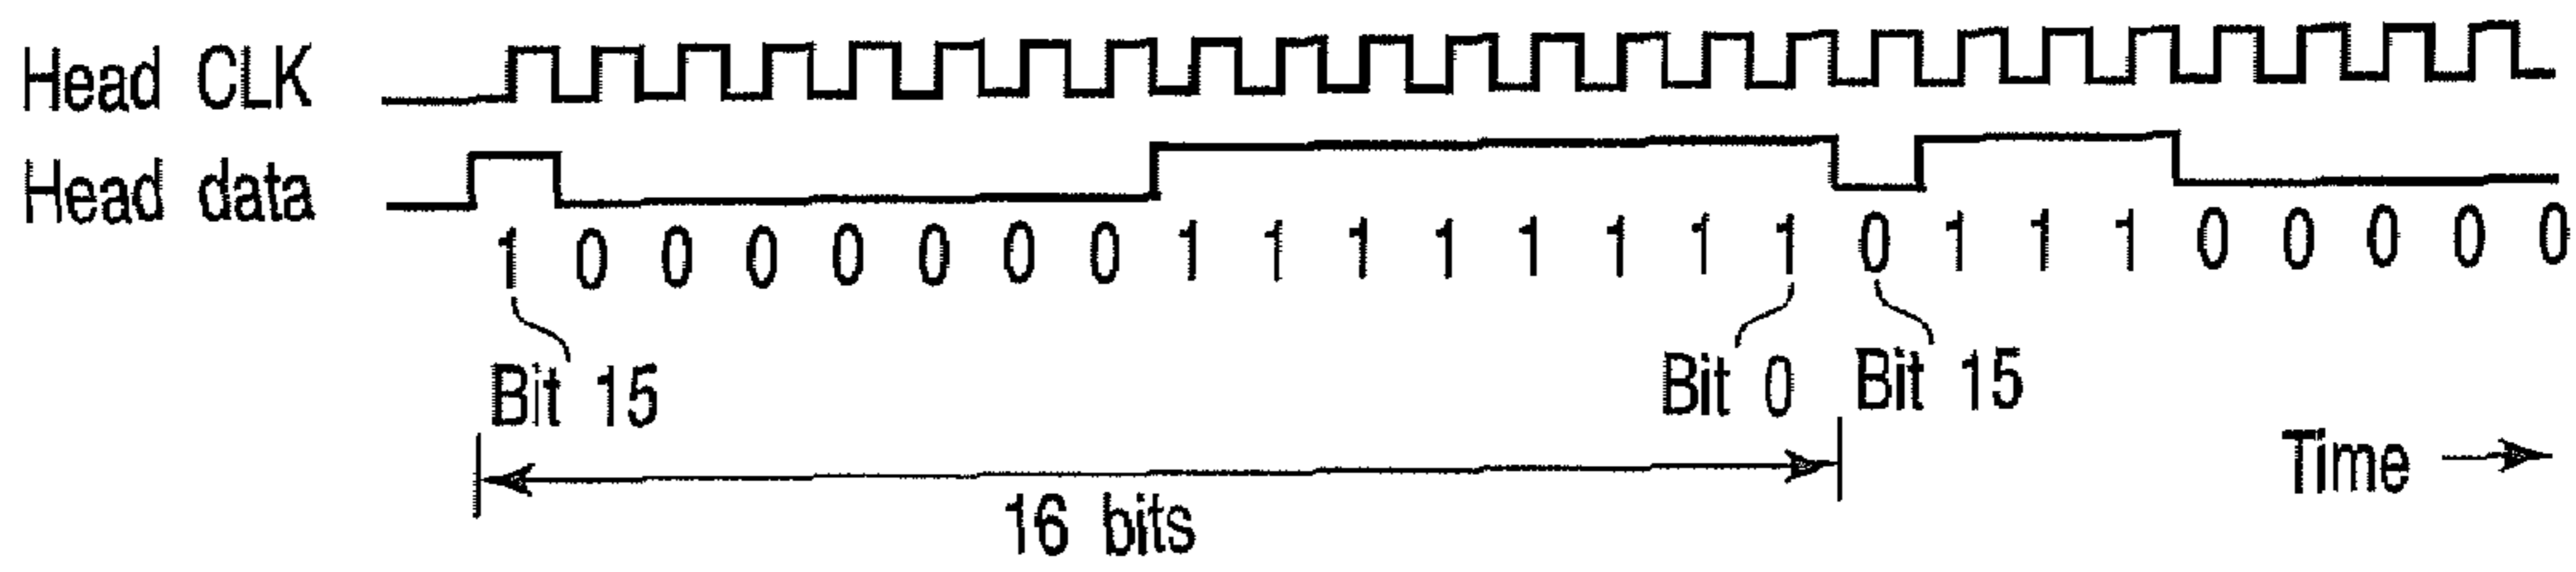 Head CLK
Head data
1 0 0 0 0 0 0 0 1 1 1 1 1 1 1 1 0 1 1 1 0 0 0 0 0
Bit 15 Bit 0 Bit 15
16 bits
Time